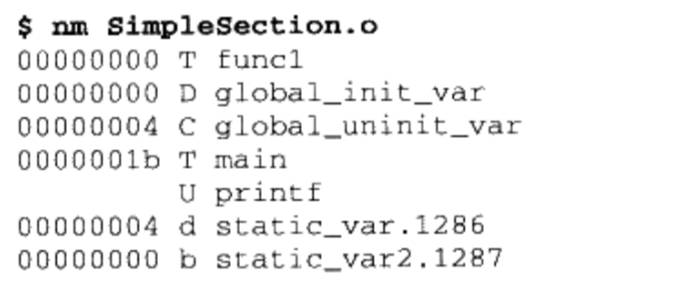 $ nm SimpleSection.o
00000000 T func1
00000000 D global_init_var
00000004 C global_uninit_var
0000001b T main
         U printf
00000004 d static_var.1286
00000000 b static_var2.1287